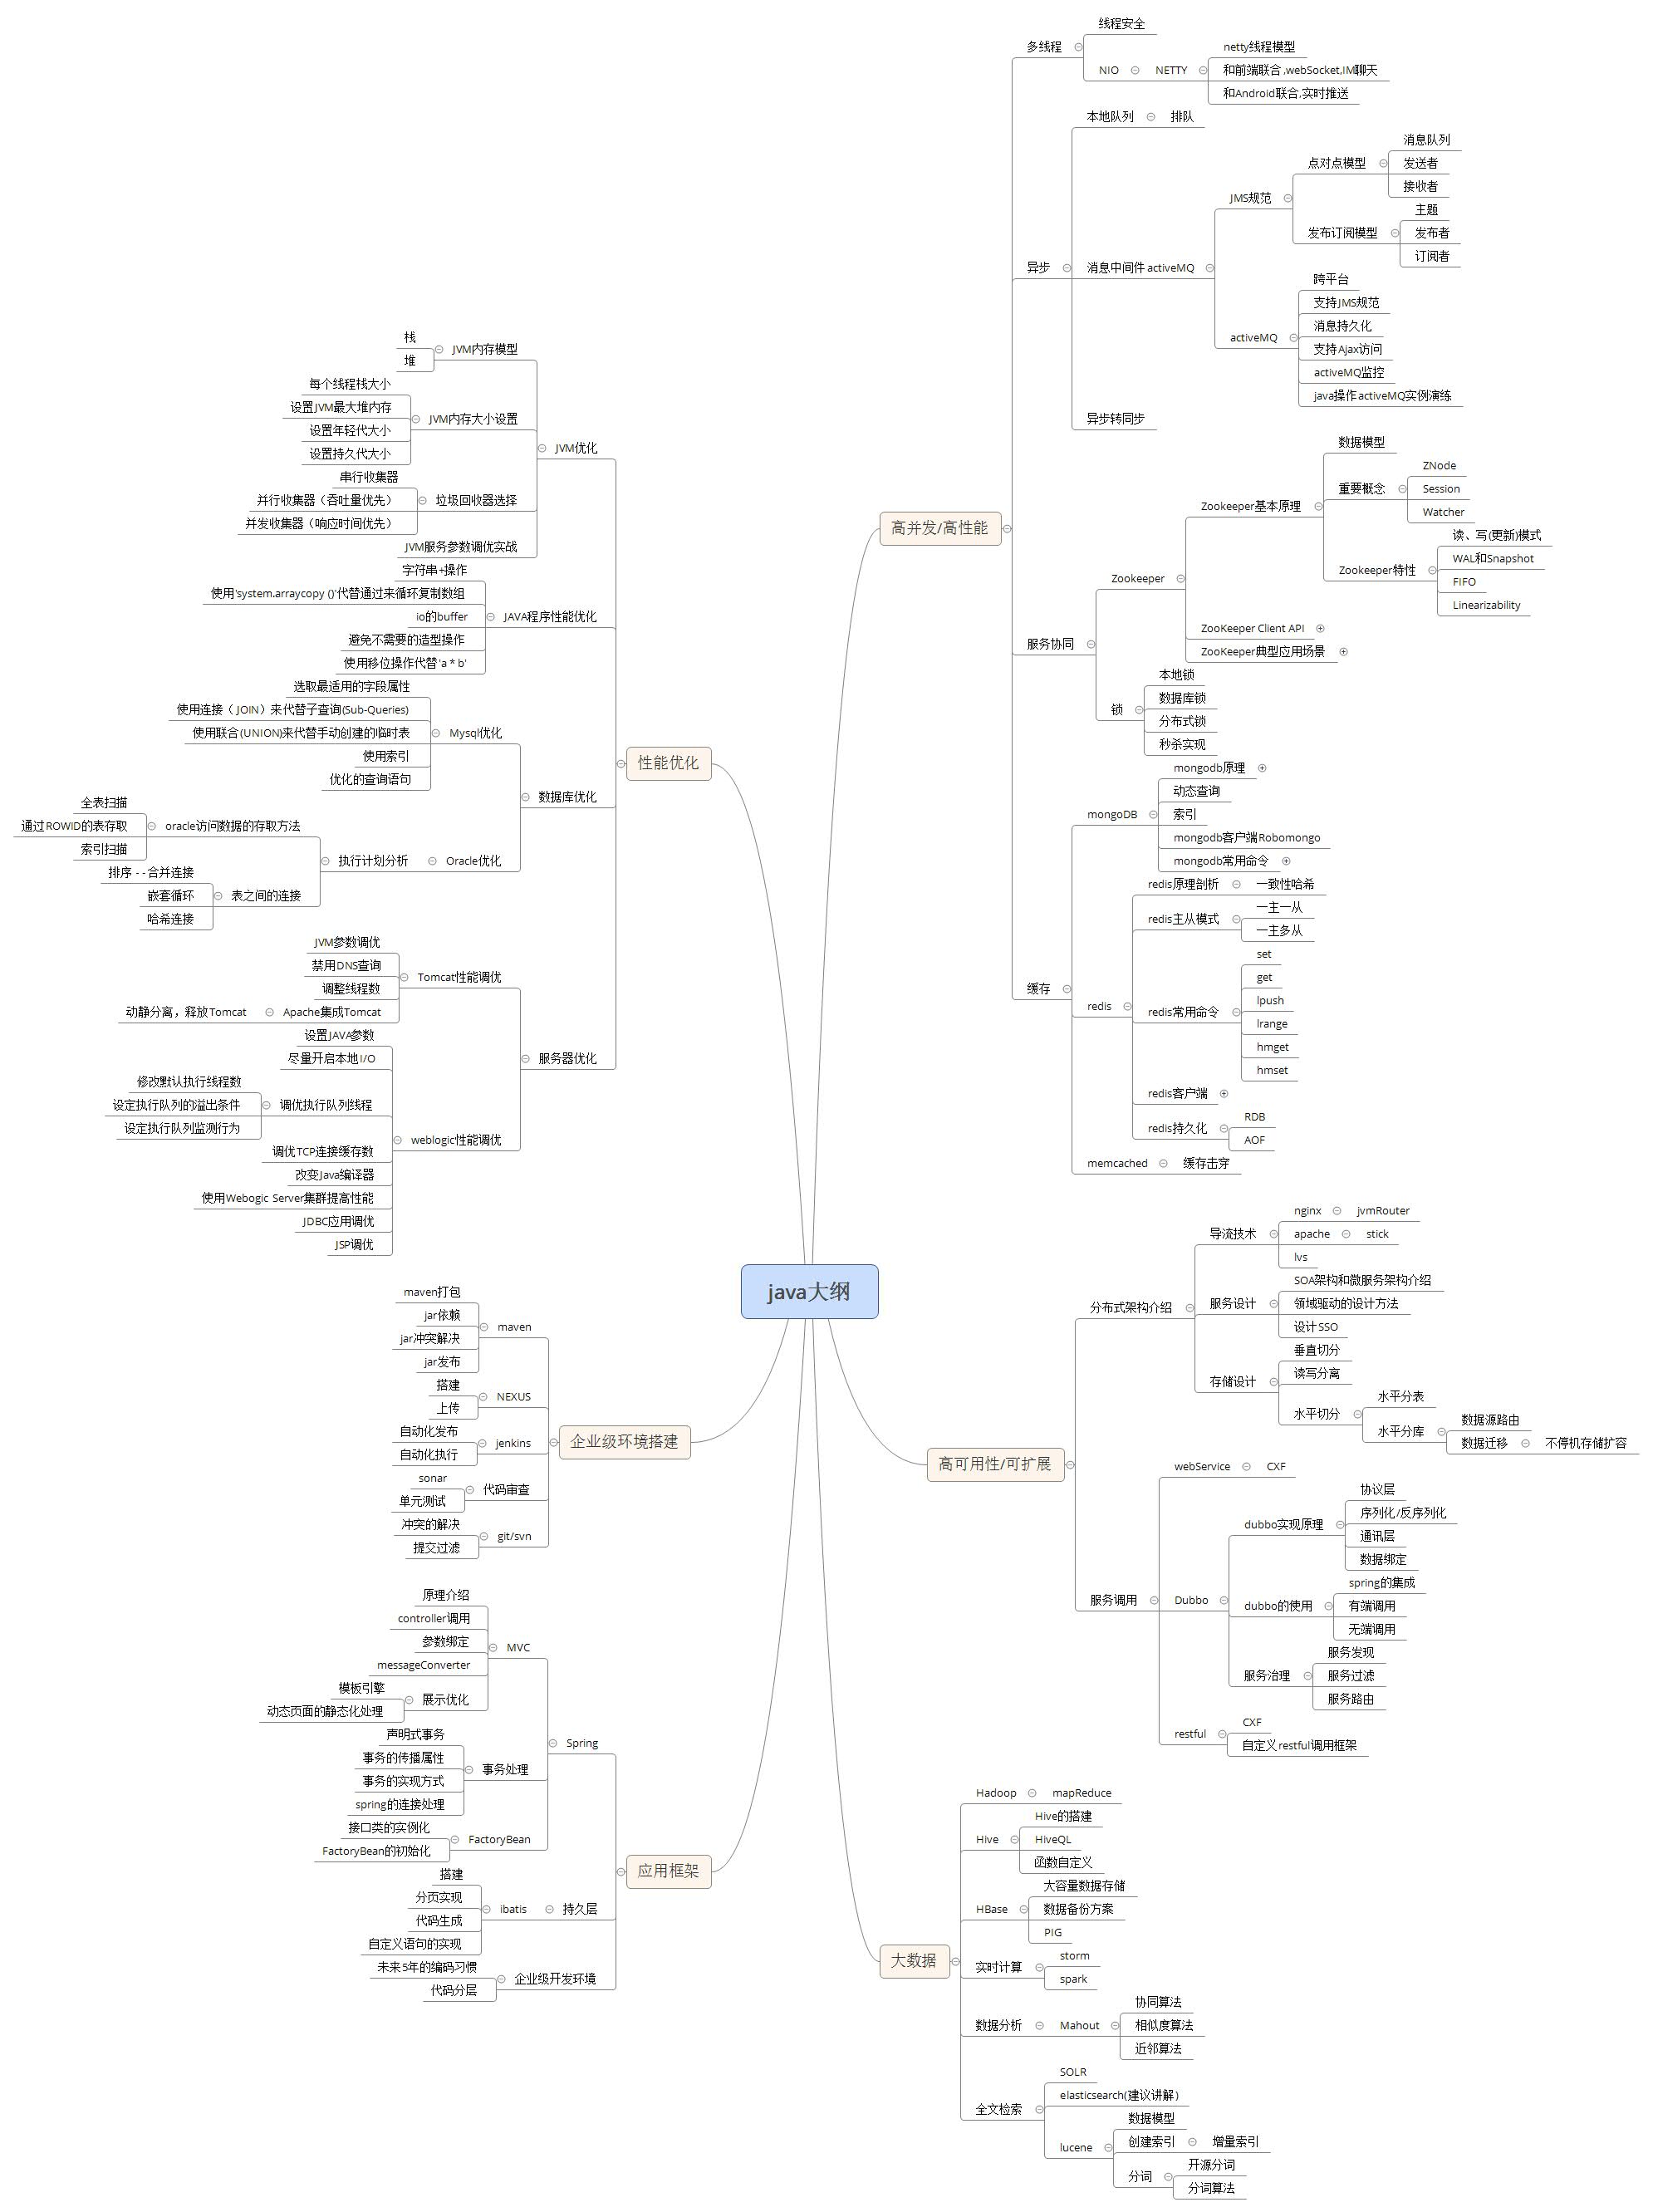 java大纲
高并发/高性能
多线程
线程安全
NIO
NETTY
netty线程模型
和前端联合,webSocket,IM聊天
和Android联合,实时推送
异步
本地队列
排队
消息中间件 activeMQ
JMS规范
点对点模型
消息队列
发送者
接收者
发布订阅模型
主题
发布者
订阅者
activeMQ
跨平台
支持JMS规范
消息持久化
支持Ajax访问
activeMQ监控
java操作activeMQ实例演练
异步转同步
服务协同
Zookeeper
Zookeeper基本原理
数据模型
重要概念
ZNode
Session
Watcher
Zookeeper特性
读、写(更新)模式
WAL和Snapshot
FIFO
Linearizability
ZooKeeper Client API
ZooKeeper典型应用场景
锁
本地锁
数据库锁
分布式锁
秒杀实现
缓存
mongoDB
mongodb原理
动态查询
索引
mongodb客户端Robomongo
mongodb常用命令
redis
redis原理剖析
一致性哈希
redis主从模式
一主一从
一主多从
redis常用命令
set
get
lpush
lrange
hmget
hmset
redis客户端
redis持久化
RDB
AOF
memcached
缓存击穿
高可用性/可扩展
分布式架构介绍
导流技术
nginx
jvmRouter
apache
stick
lvs
服务设计
SOA架构和微服务架构介绍
领域驱动的设计方法
设计SSO
存储设计
垂直切分
读写分离
水平切分
水平分表
水平分库
数据源路由
数据迁移
不停机存储扩容
服务调用
webService
CXF
Dubbo
dubbo实现原理
协议层
序列化/反序列化
通讯层
数据绑定
dubbo的使用
spring的集成
有端调用
无端调用
服务治理
服务发现
服务过滤
服务路由
restful
CXF
自定义restful调用框架
大数据
Hadoop
mapReduce
Hive
Hive的搭建
HiveQL
函数自定义
HBase
大容量数据存储
数据备份方案
PIG
实时计算
storm
spark
数据分析
Mahout
协同算法
相似度算法
近邻算法
全文检索
SOLR
elasticsearch(建议讲解)
lucene
数据模型
创建索引
增量索引
分词
开源分词
分词算法
性能优化
JVM优化
JVM内存模型
栈
堆
JVM内存大小设置
每个线程栈大小
设置JVM最大堆内存
设置年轻代大小
设置持久代大小
垃圾回收器选择
串行收集器
并行收集器（吞吐量优先）
并发收集器（响应时间优先）
JVM服务参数调优实战
JAVA程序性能优化
字符串+操作
使用'system.arraycopy ()'代替通过来循环复制数组
io的buffer
避免不需要的造型操作
使用移位操作代替'a * b'
数据库优化
Mysql优化
选取最适用的字段属性
使用连接（ JOIN）来代替子查询(Sub-Queries)
使用联合(UNION)来代替手动创建的临时表
使用索引
优化的查询语句
Oracle优化
执行计划分析
oracle访问数据的存取方法
全表扫描
通过ROWID的表存取
索引扫描
表之间的连接
排序 - - 合并连接
嵌套循环
哈希连接
服务器优化
Tomcat性能调优
JVM参数调优
禁用DNS查询
调整线程数
Apache集成Tomcat
动静分离，释放Tomcat
weblogic性能调优
设置JAVA参数
尽量开启本地I/O
调优执行队列线程
修改默认执行线程数
设定执行队列的溢出条件
设定执行队列监测行为
调优TCP连接缓存数
改变Java编译器
使用Webogic Server集群提高性能
JDBC应用调优
JSP调优
企业级环境搭建
maven
maven打包
jar依赖
jar冲突解决
jar发布
NEXUS
搭建
上传
jenkins
自动化发布
自动化执行
代码审查
sonar
单元测试
git/svn
冲突的解决
提交过滤
应用框架
Spring
MVC
原理介绍
controller调用
参数绑定
messageConverter
展示优化
模板引擎
动态页面的静态化处理
事务处理
声明式事务
事务的传播属性
事务的实现方式
spring的连接处理
FactoryBean
接口类的实例化
FactoryBean的初始化
持久层
ibatis
搭建
分页实现
代码生成
自定义语句的实现
企业级开发环境
未来5年的编码习惯
代码分层